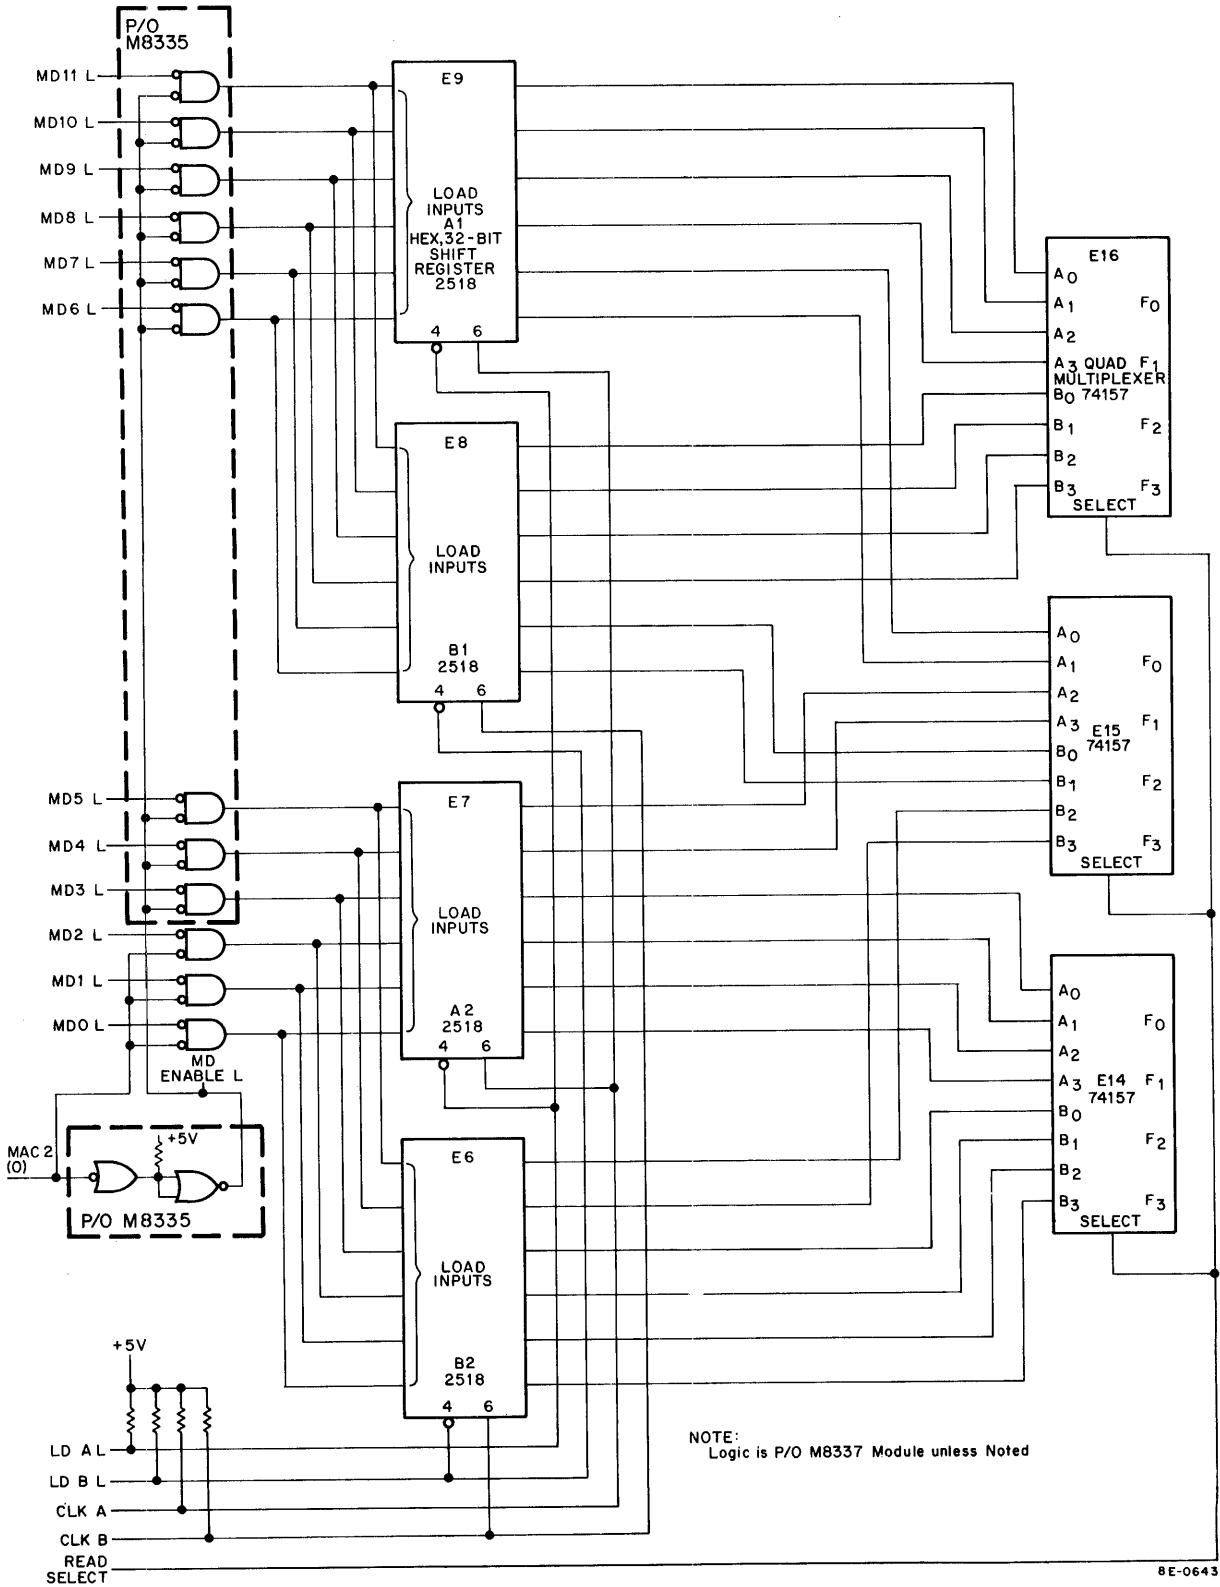 P/O
M8335
MD11 L
MD10 L
MD9 L
MD8 L
MD7 L
MD6 L
E9
LOAD
INPUTS
A1
HEX,32-BIT
SHIFT
REGISTER
2518
4 6
E8
LOAD
INPUTS
B1
2518
4 6
E16
A0
A1 F0
A2
A3 QUAD F1
MULTIPLEXER
B0 74157
B1 F2
B2
B3 F3
SELECT
A0
A1 F0
A2
A3 F1
E15
74157
B0
B1 F2
B2
B3 F3
SELECT
MD5 L
MD4 L
MD3 L
MD2 L
MD1 L
MD0 L
MD
ENABLE L
E7
LOAD
INPUTS
A2
2518
4 6
A0
A1 F0
A2
A3 E14 F1
74157
B0
B1 F2
B2
B3 F3
SELECT
MAC 2
(0)
+5V
P/O M8335
E6
LOAD
INPUTS
B2
2518
4 6
+5V
LD A L
LD B L
CLK A
CLK B
READ
SELECT
NOTE:
Logic is P/O M8337 Module unless Noted
8E-0643